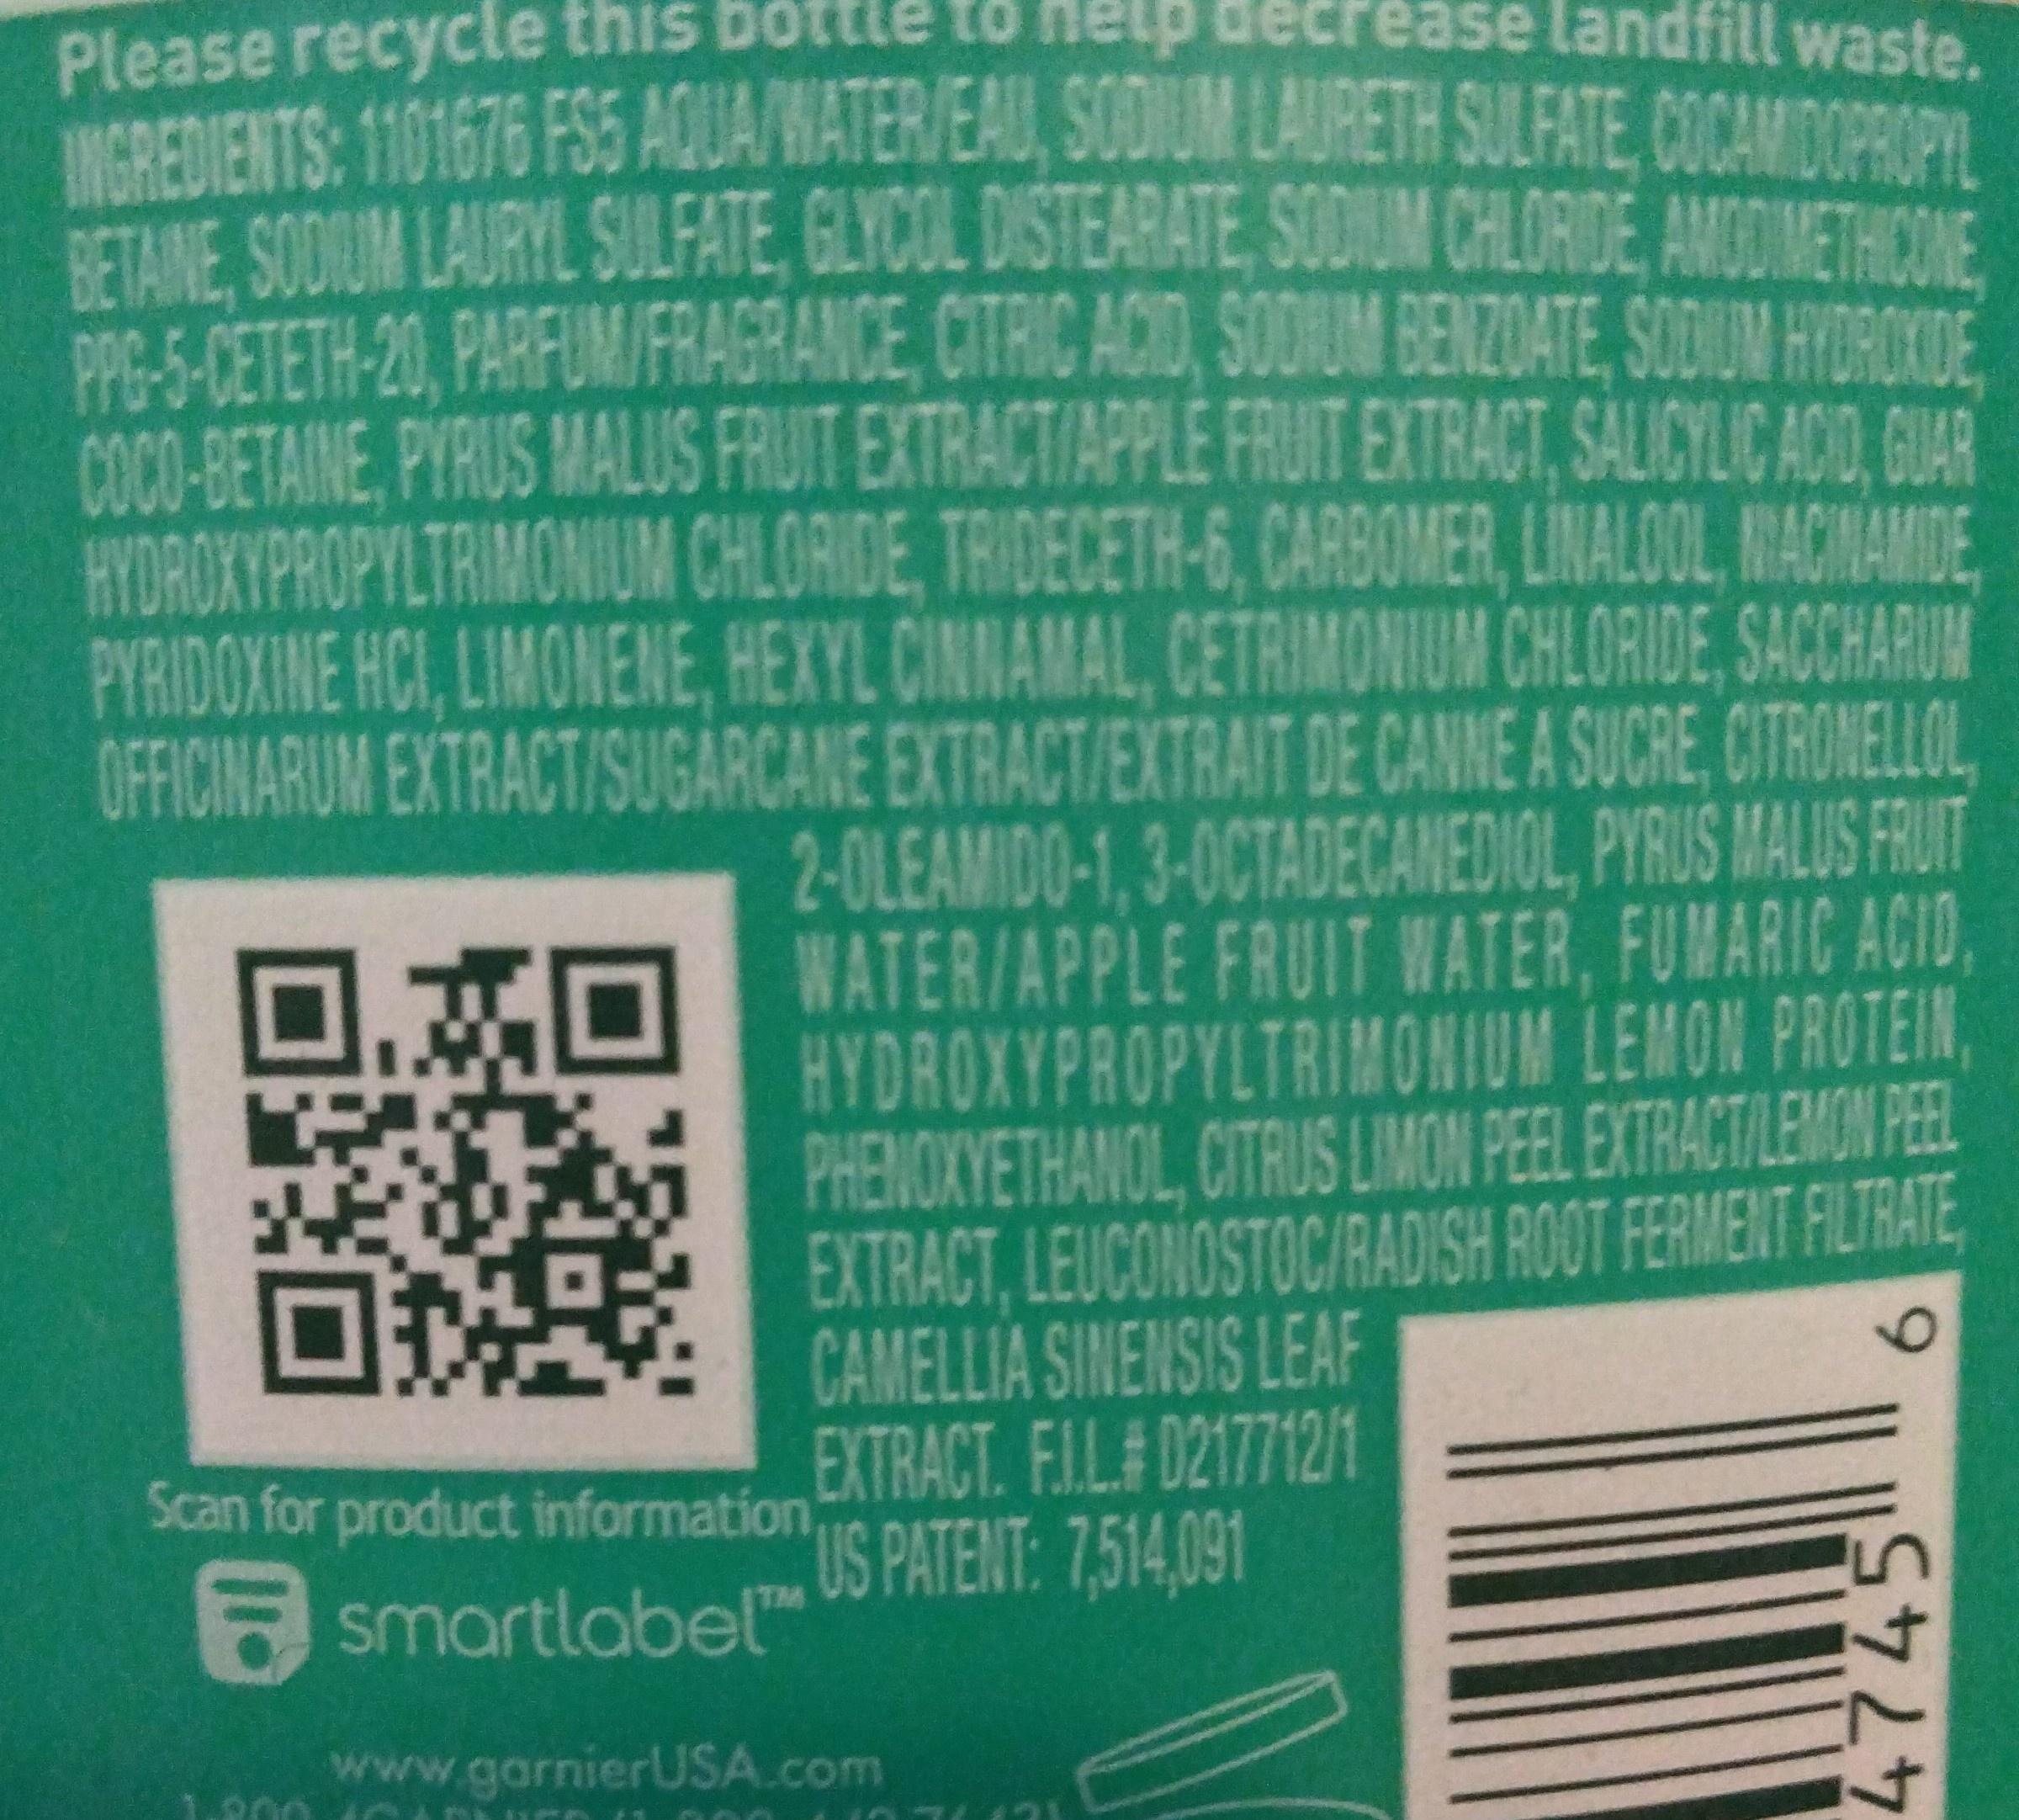 Please recycle this bottle to help decrease landfill waste.
INGREDIENTS: 1101676 FS5 AQUA/WATER/EAU, SODIUM LAURETH SULFATE, COCAMIDOPROPYL
BETAINE, SODIUM LAURYL SULFATE, GLYCOL DISTEARATE, SODIUM CHLORIDE, AMODIMETHICONE,
PPG-5-CETETH-20, PARFUM/FRAGRANCE, CITRIC ACID, SODIUM BENZOATE, SODIUM HYDROXIDE,
COCO-BETAINE, PYRUS MALUS FRUIT EXTRACT/APPLE FRUIT EXTRACT, SALICYLIC ACID, GUAR
HYDROXYPROPYLTRIMONIUM CHLORIDE, TRIDECETH-6, CARBOMER, LINALOOL, NIACINAMIDE,
PYRIDOXINE HCl, LIMONENE, HEXYL CINNAMAL, CETRIMONIUM CHLORIDE, SACCHARUM
OFFICINARUM EXTRACT/SUGARCANE EXTRACT/EXTRAIT DE CANNE A SUCRE, CITRONELLOL,
2-OLEAMIDO-1, 3-OCTADECANEDIOL, PYRUS MALUS FRUIT
WATER/APPLE FRUIT WATER, FUMARIC ACID,
HYDROXYPROPYLTRIMONIUM LEMON PROTEIN,
PHENOXYETHANOL, CITRUS LIMON PEEL EXTRACT/LEMON PEEL
EXTRACT, LEUCONOSTOC/RADISH ROOT FERMENT FILTRATE,
CAMELLIA SINENSIS LEAF
EXTRACT. F.I.L.# D217712/1
US PATENT: 7,514,091
Scan for product information
smartlabel™
www.garnierUSA.com
6
4745